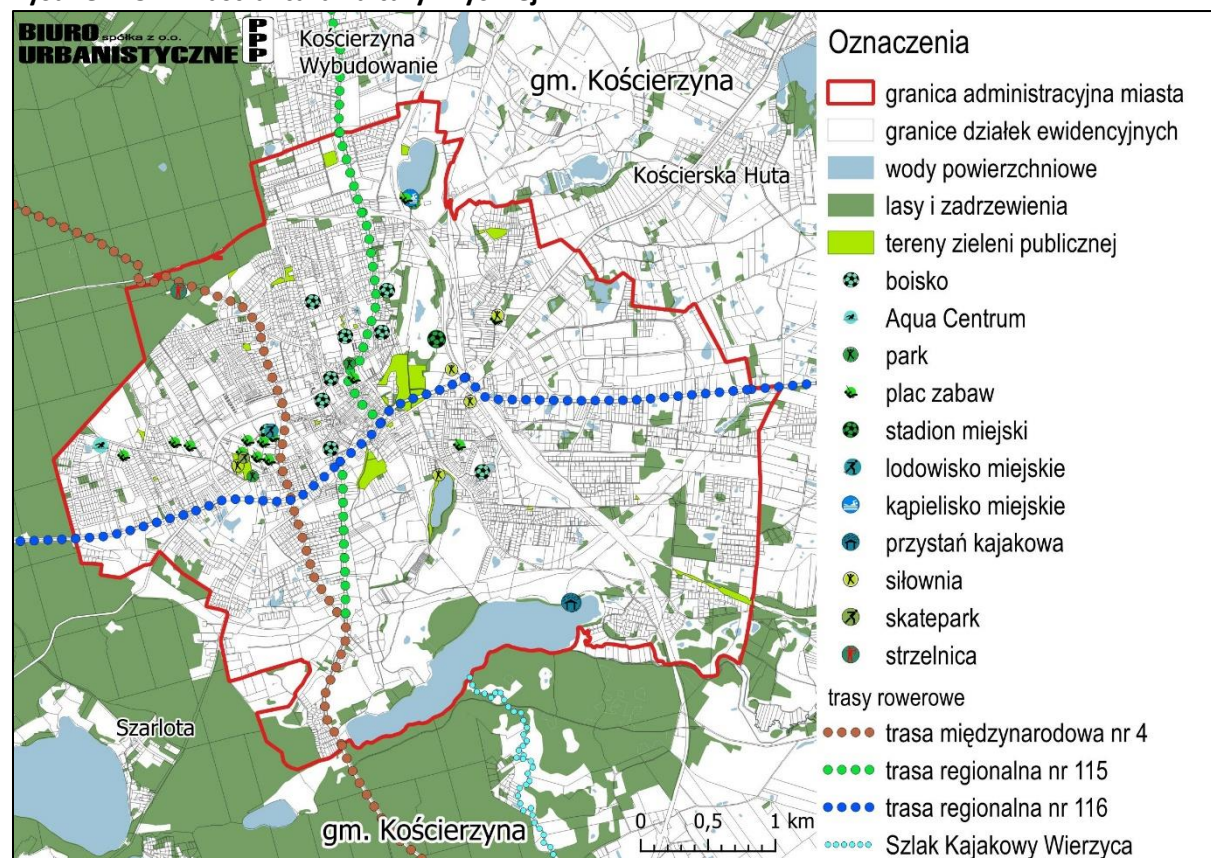 BIURO spółka z o.o.
URBANISTYCZNE
PPP
Kościerzyna
Wybudowanie
gm. Kościerzyna
Kościerska Huta
Szarlota
gm. Kościerzyna
0 0,5 1 km
Oznaczenia
granica administracyjna miasta
granice działek ewidencyjnych
wody powierzchniowe
lasy i zadrzewienia
tereny zieleni publicznej
boisko
Aqua Centrum
park
plac zabaw
stadion miejski
lodowisko miejskie
kąpielisko miejskie
przystań kajakowa
siłownia
skatepark
strzelnica
trasy rowerowe
trasa międzynarodowa nr 4
trasa regionalna nr 115
trasa regionalna nr 116
Szlak Kajakowy Wierzyca